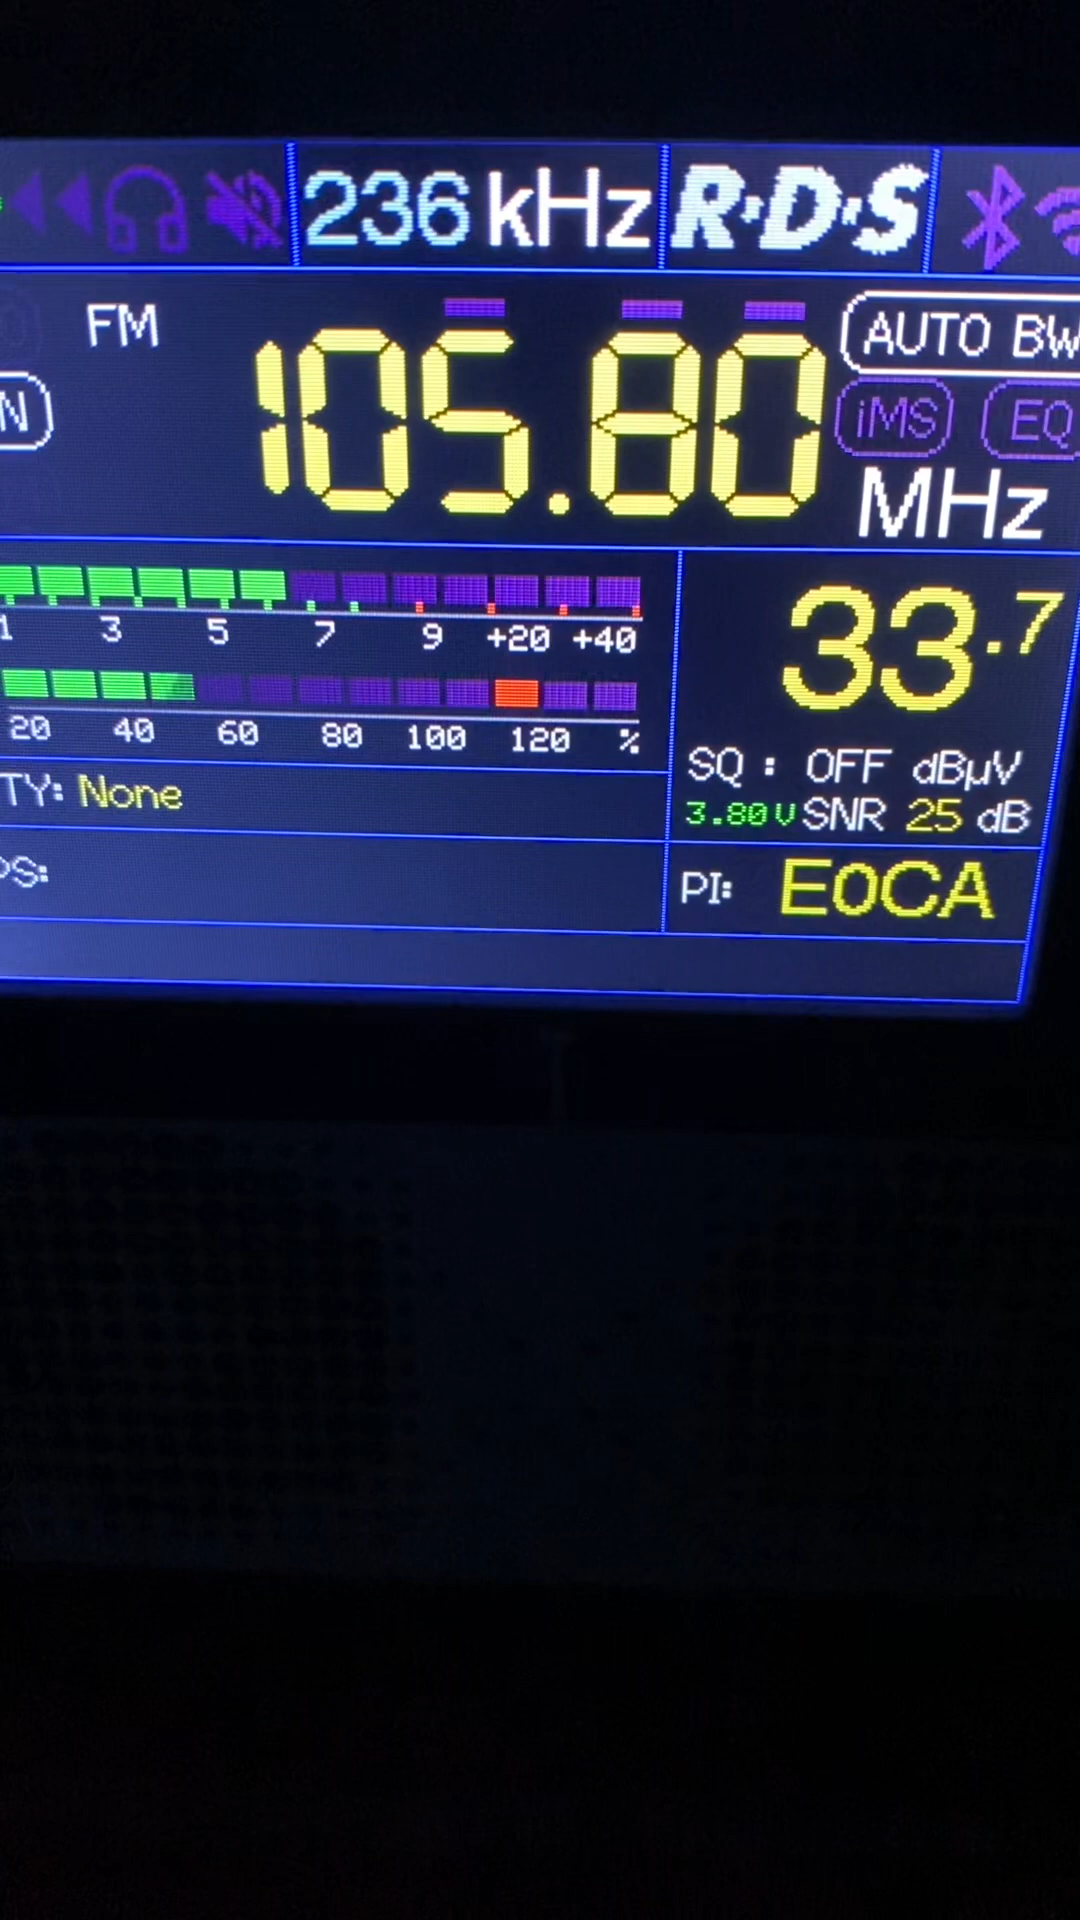 236 kHz R·D·S
FM 105.80 AUTO BW
N iMS EQ
MHz
1 3 5 7 9 +20 +40
33.7
20 40 60 80 100 120 %
SQ : OFF dBµV
TY: None
3.80V SNR 25 dB
PS:
PI: E0CA